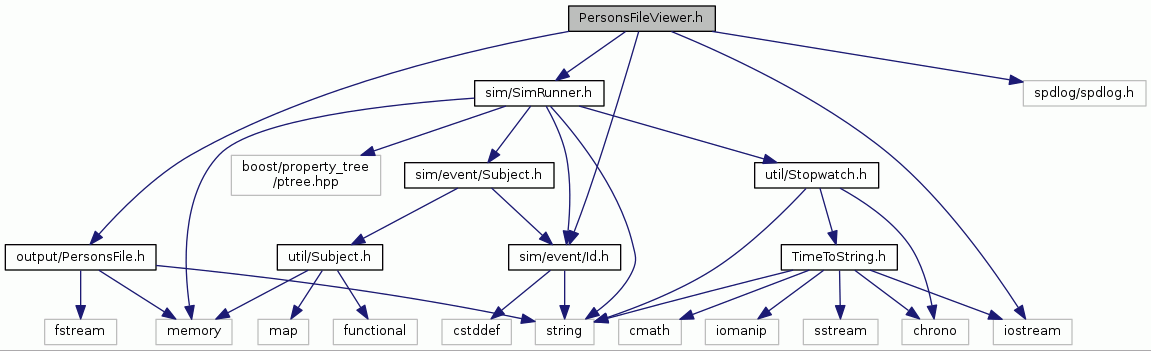 PersonsFileViewer.h
sim/SimRunner.h
spdlog/spdlog.h
boost/property_tree
/ptree.hpp
sim/event/Subject.h
util/Stopwatch.h
output/PersonsFile.h
util/Subject.h
sim/event/Id.h
TimeToString.h
fstream
memory
map
functional
cstddef
string
cmath
iomanip
sstream
chrono
iostream